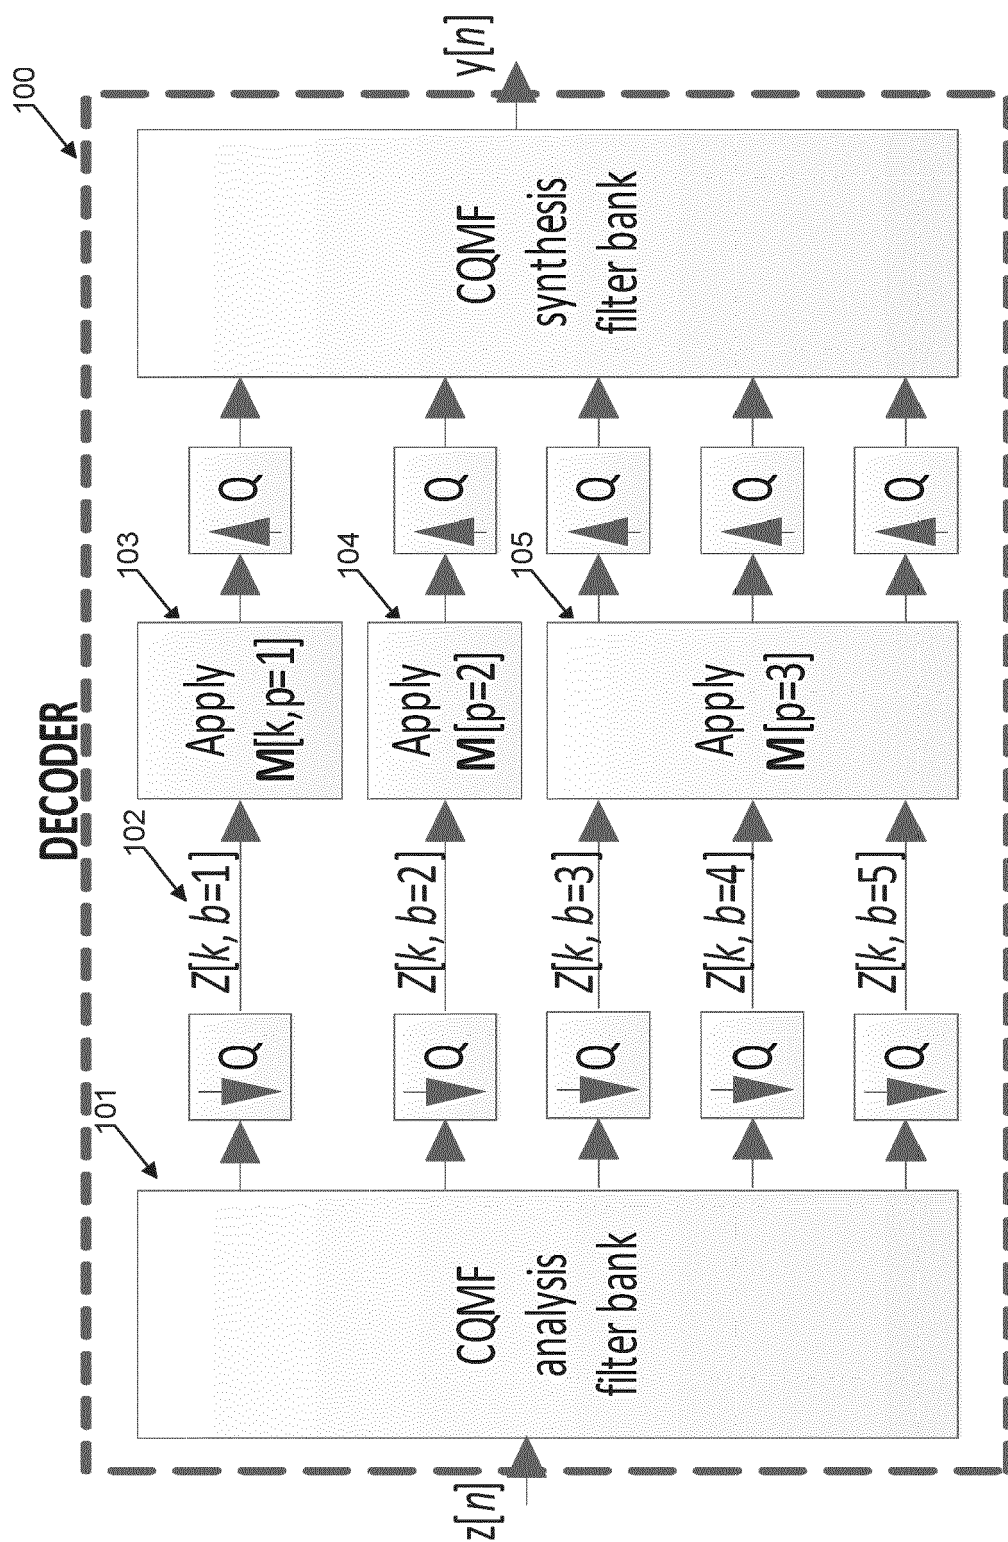 DECODER
100
z[n]
CQMF
analysis
filter bank
101
Q
Q
Q
Q
Q
102
Z[k, b=1]
Z[k, b=2]
Z[k, b=3]
Z[k, b=4]
Z[k, b=5]
103
Apply
M[k,p=1]
104
Apply
M[p=2]
105
Apply
M[p=3]
Q
Q
Q
Q
Q
CQMF
synthesis
filter bank
y[n]